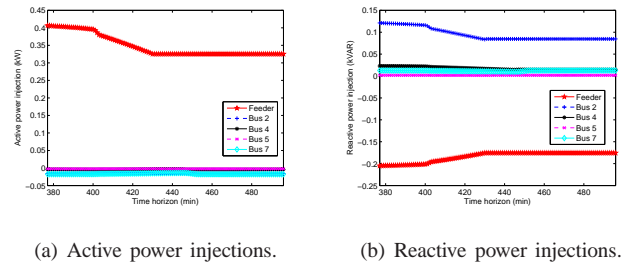 0.45
0.4
0.35
0.3
0.25
0.2
0.15
0.1
0.05
0
−0.05
Active power injection (kW)
Feeder
Bus 2
Bus 4
Bus 5
Bus 7
380 400 420 440 460 480
Time horizon (min)
(a) Active power injections.
0.15
0.1
0.05
0
−0.05
−0.1
−0.15
−0.2
−0.25
Reactive power injection (kVAR)
Feeder
Bus 2
Bus 4
Bus 5
Bus 7
380 400 420 440 460 480
Time horizon (min)
(b) Reactive power injections.